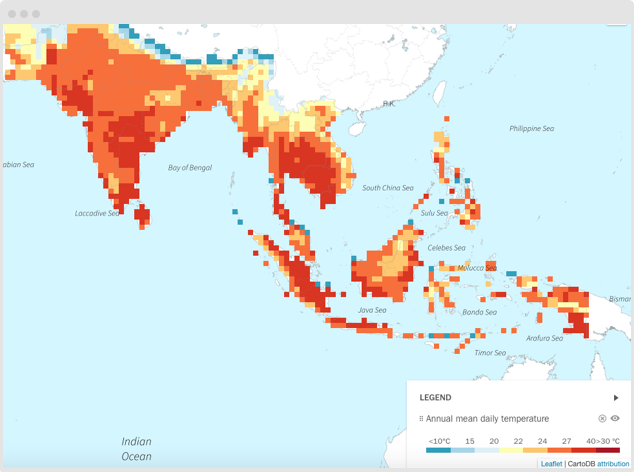 R.K.
Philippine Sea
abian Sea
Bay of Bengal
South China Sea
Laccadive Sea
Sulu Sea
Celebes Sea
Molucca Sea
Bismar
Java Sea
Banda Sea
Arafura Sea
Timor Sea
LEGEND
Annual mean daily temperature
<10°C 15 20 22 24 27 40>30 °C
Indian
Ocean
Leaflet | CartoDB attribution